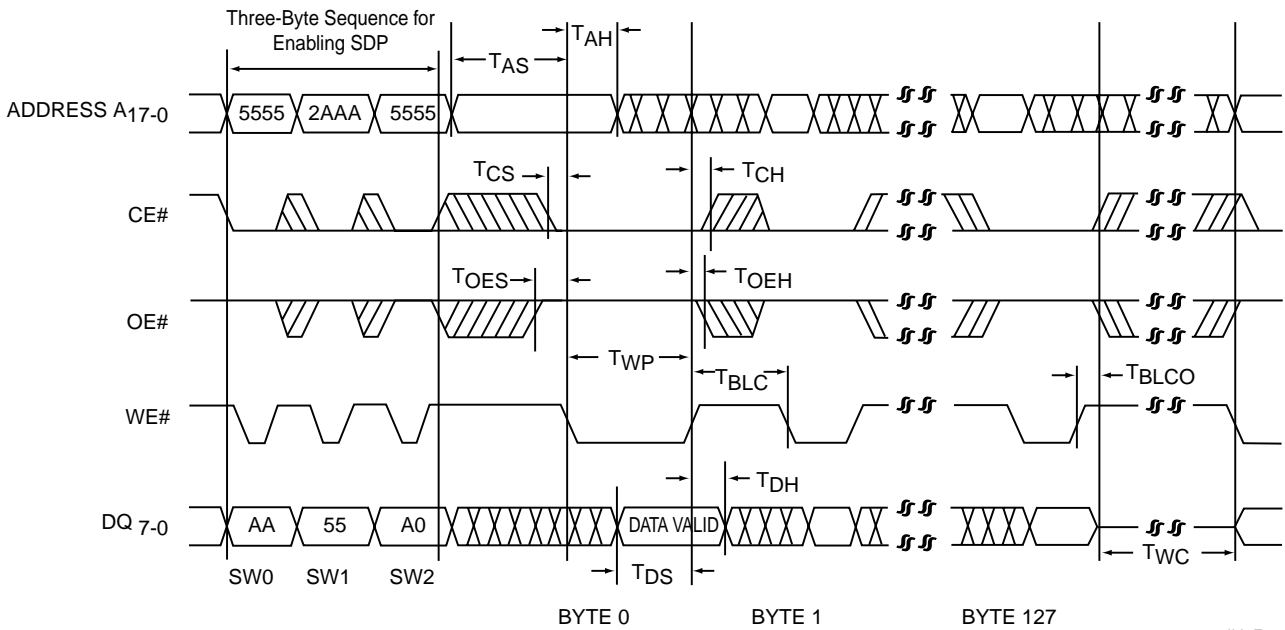 Three-Byte Sequence for
Enabling SDP
TAH
TAS
ADDRESS A17-0
5555 2AAA 5555
TCS
TCH
CE#
TOES
TOEH
OE#
TWP
TBLC
TBLCO
WE#
TDH
DQ 7-0
AA 55 A0
DATA VALID
SW0 SW1 SW2
TDS
TWC
BYTE 0 BYTE 1 BYTE 127